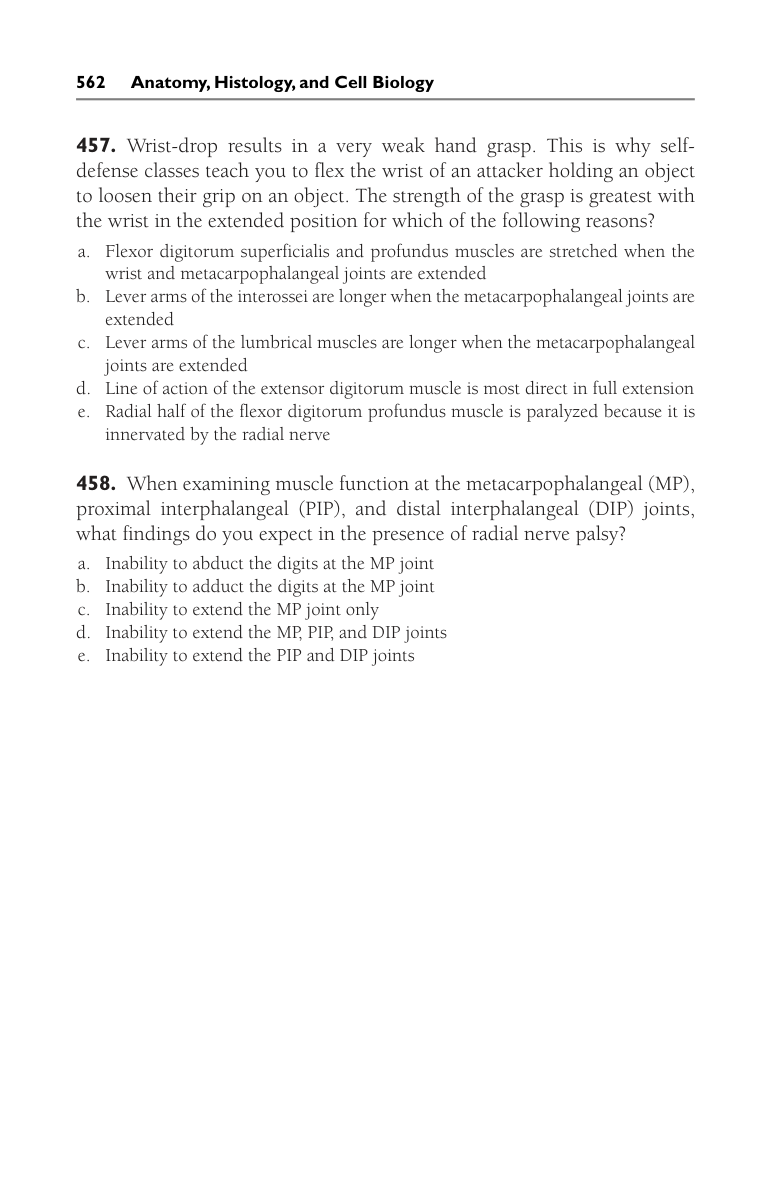 562 Anatomy, Histology, and Cell Biology
457. Wrist-drop results in a very weak hand grasp. This is why self-
defense classes teach you to flex the wrist of an attacker holding an object
to loosen their grip on an object. The strength of the grasp is greatest with
the wrist in the extended position for which of the following reasons?
a. Flexor digitorum superficialis and profundus muscles are stretched when the
wrist and metacarpophalangeal joints are extended
b. Lever arms of the interossei are longer when the metacarpophalangeal joints are
extended
c. Lever arms of the lumbrical muscles are longer when the metacarpophalangeal
joints are extended
d. Line of action of the extensor digitorum muscle is most direct in full extension
e. Radial half of the flexor digitorum profundus muscle is paralyzed because it is
innervated by the radial nerve
458. When examining muscle function at the metacarpophalangeal (MP),
proximal interphalangeal (PIP), and distal interphalangeal (DIP) joints,
what findings do you expect in the presence of radial nerve palsy?
a. Inability to abduct the digits at the MP joint
b. Inability to adduct the digits at the MP joint
c. Inability to extend the MP joint only
d. Inability to extend the MP, PIP, and DIP joints
e. Inability to extend the PIP and DIP joints